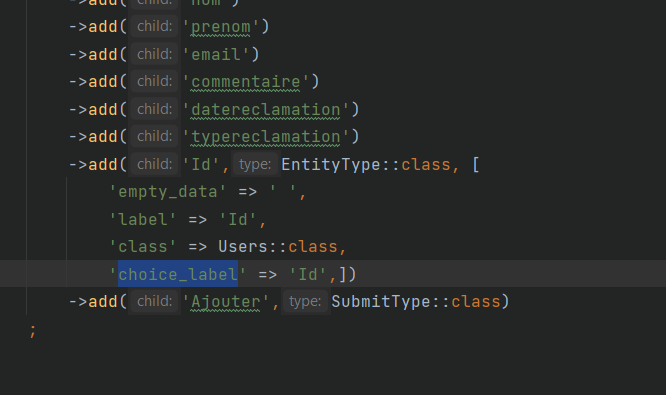 ->add( child: 'nom')
->add( child: 'prenom')
->add( child: 'email')
->add( child: 'commentaire')
->add( child: 'datereclamation')
->add( child: 'typereclamation')
->add( child: 'Id', type: EntityType::class, [
'empty_data' => ' ',
'label' => 'Id',
'class' => Users::class,
'choice_label' => 'Id',])
->add( child: 'Ajouter', type: SubmitType::class)
;